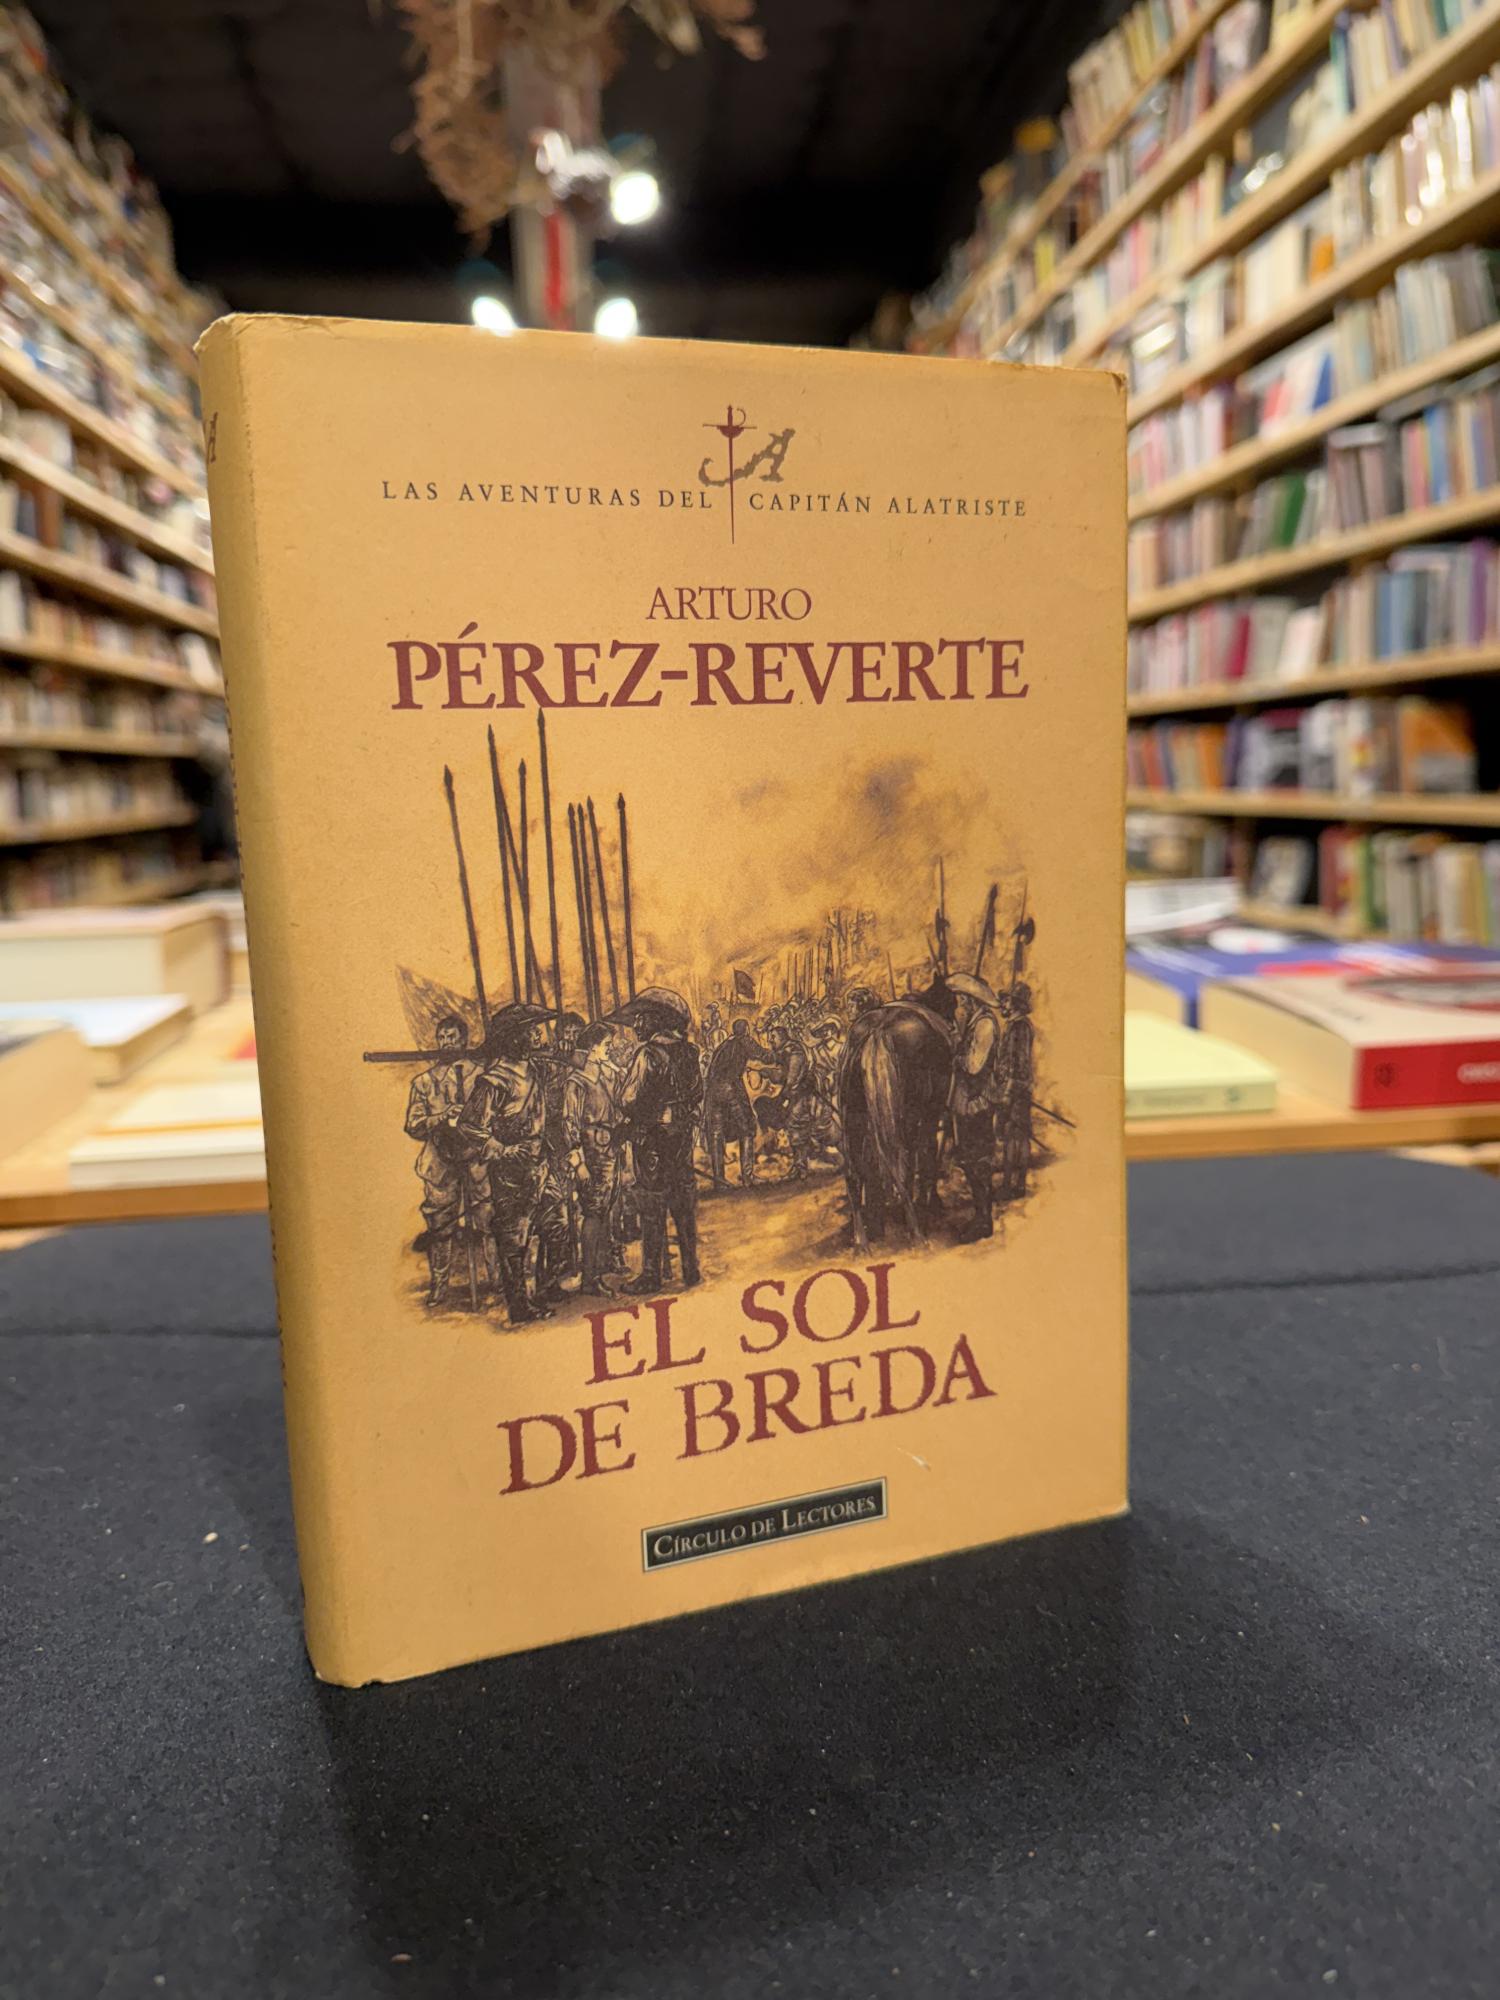 LAS AVENTURAS DEL CAPITÁN ALATRISTE
ARTURO
PÉREZ-REVERTE
EL SOL
DE BREDA
CÍRCULO DE LECTORES